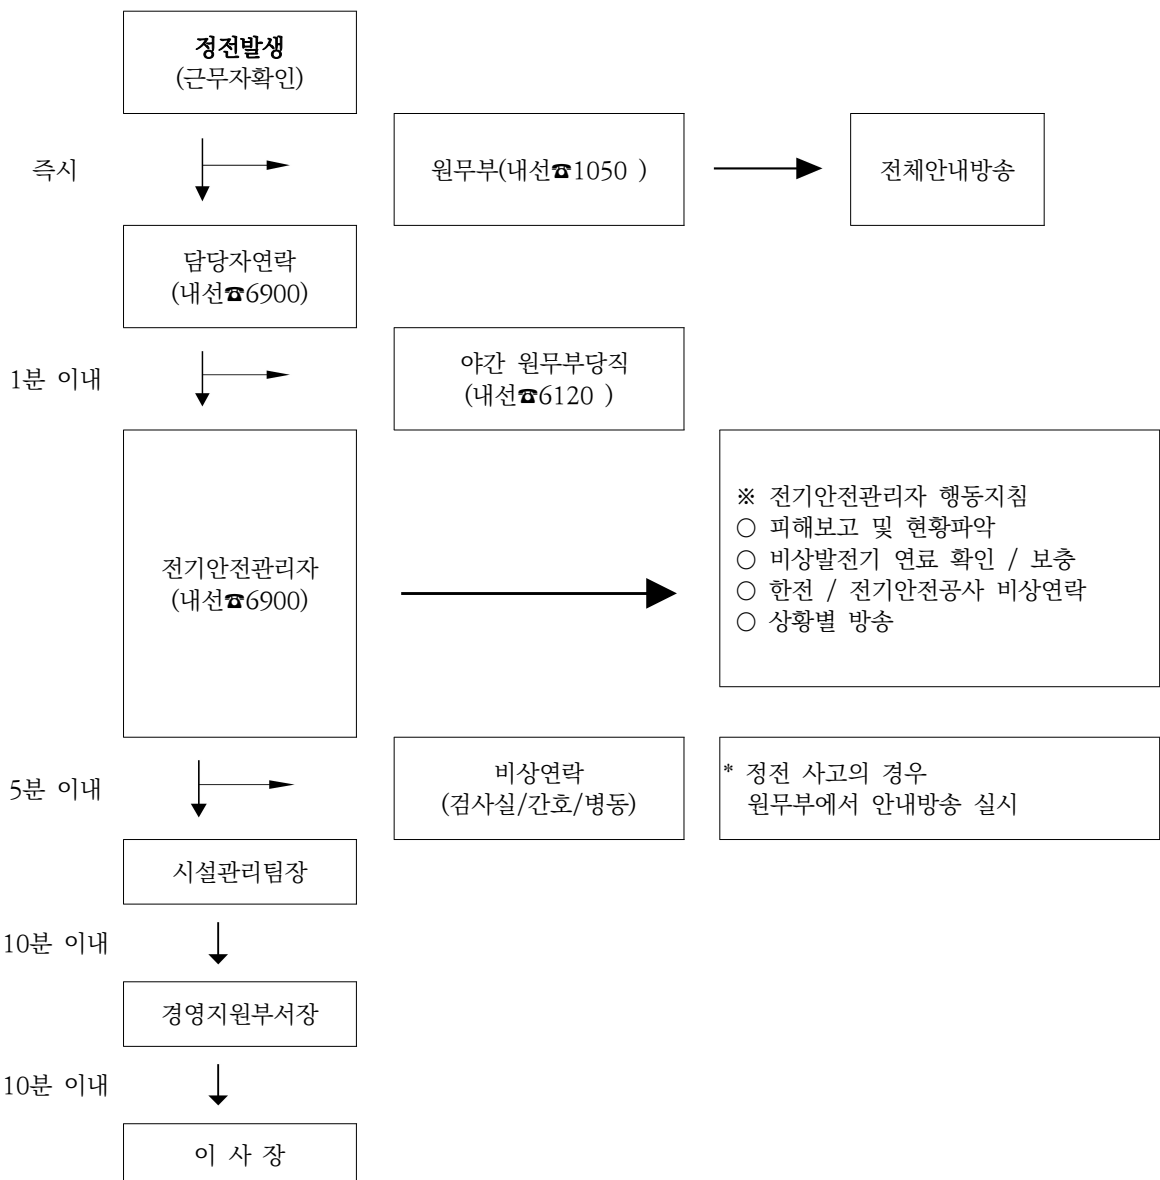 정전발생
(근무자확인)
즉시
원무부(내선☎1050 )
전체안내방송
담당자연락
(내선☎6900)
1분 이내
야간 원무부당직
(내선☎6120 )
전기안전관리자
(내선☎6900)
※ 전기안전관리자 행동지침
○ 피해보고 및 현황파악
○ 비상발전기 연료 확인 / 보충
○ 한전 / 전기안전공사 비상연락
○ 상황별 방송
5분 이내
비상연락
(검사실/간호/병동)
* 정전 사고의 경우
원무부에서 안내방송 실시
시설관리팀장
10분 이내
경영지원부서장
10분 이내
이 사 장